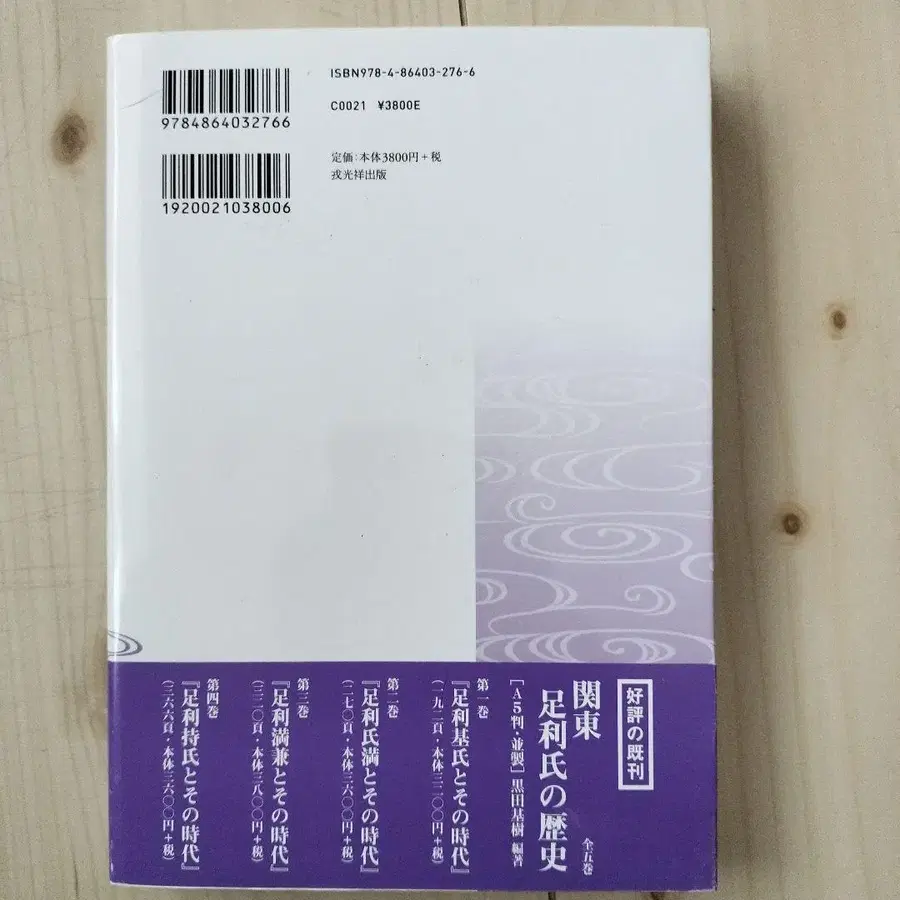 ISBN978-4-86403-276-6
C0021 ¥3800E
9784864032766
定価:本体3800円+税
戎光祥出版
1920021038006
好評の既刊
関東
足利氏の歴史
全五巻
[A5判・並製]黒田基樹 編著
第一巻
『足利基氏とその時代』
(一九二頁・本体三二〇〇円+税)
第二巻
『足利氏満とその時代』
(二七〇頁・本体三六〇〇円+税)
第三巻
『足利満兼とその時代』
(三二〇頁・本体三八〇〇円+税)
第四巻
『足利持氏とその時代』
(三六六頁・本体三六〇〇円+税)